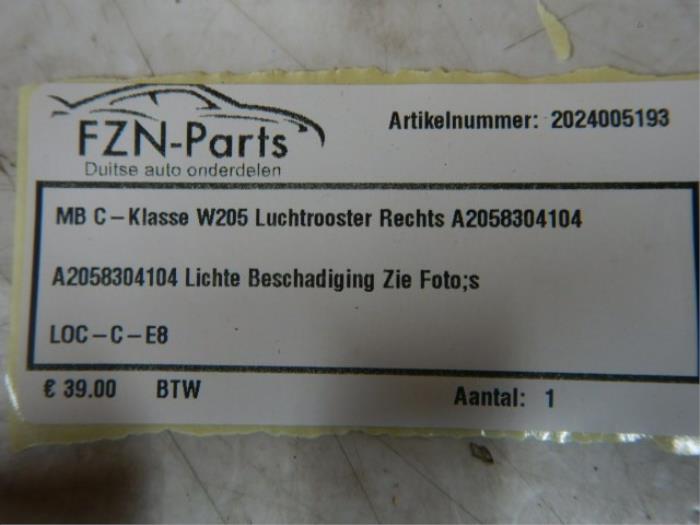 FZN-Parts
Duitse auto onderdelen
Artikelnummer: 2024005193
MB C-Klasse W205 Luchtrooster Rechts A2058304104
A2058304104 Lichte Beschadiging Zie Foto;s
LOC-C-E8
€ 39.00 BTW Aantal: 1